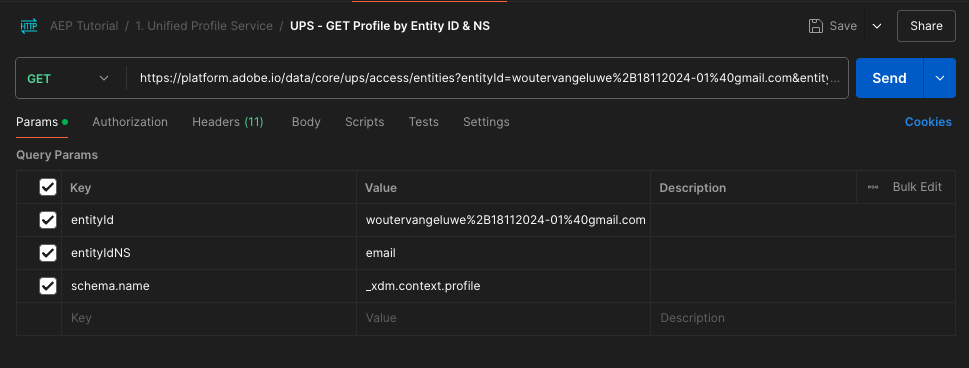 HTTP AEP Tutorial / 1. Unified Profile Service / UPS - GET Profile by Entity ID & NS Save Share
GET https://platform.adobe.io/data/core/ups/access/entities?entityId=woutervangeluwe%2B18112024-01%40gmail.com&entity... Send
Params Authorization Headers (11) Body Scripts Tests Settings Cookies
Query Params
Key Value Description Bulk Edit
entityId woutervangeluwe%2B18112024-01%40gmail.com
entityIdNS email
schema.name _xdm.context.profile
Key Value Description